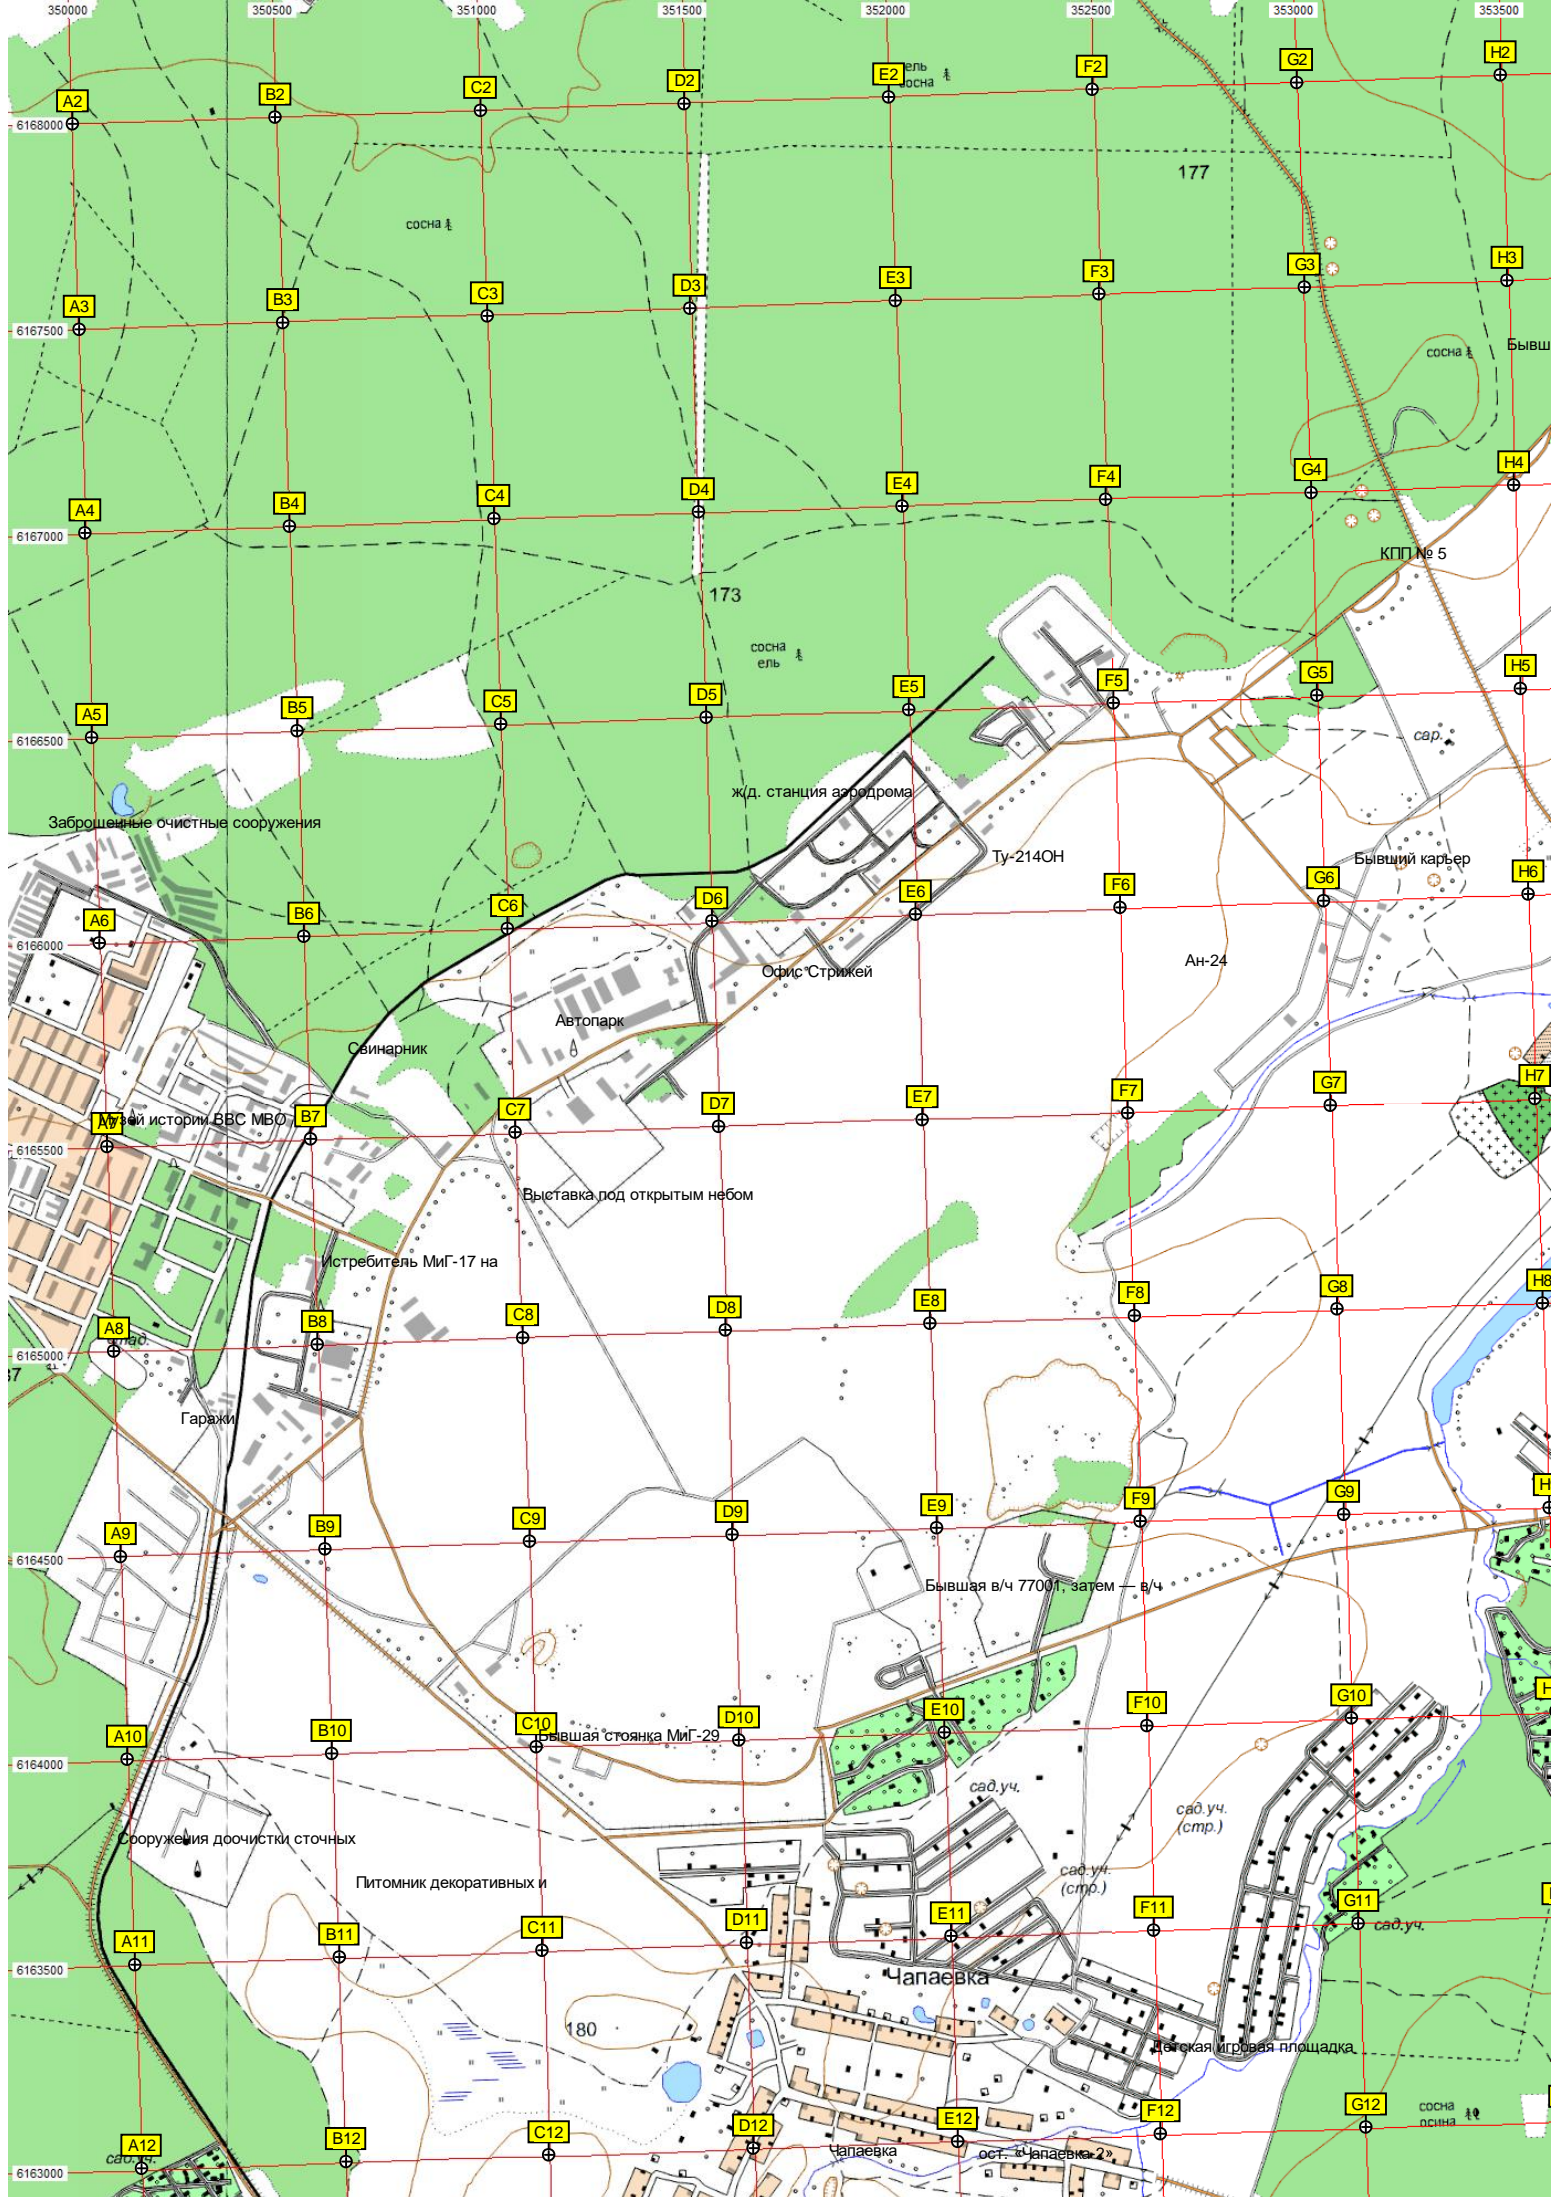 350000 350500 351000 351500 352000 352500 353000 353500
A2 B2 C2 D2 E2 F2 G2 H2
ель
сосна
6168000
177
сосна
A3 B3 C3 D3 E3 F3 G3 H3
6167500
сосна
Бывш
A4 B4 C4 D4 E4 F4 G4 H4
6167000
КПП № 5
173
сосна
ель
A5 B5 C5 D5 E5 F5 G5 H5
6166500
сар.
ж/д. станция аэродрома
Заброшенные очистные сооружения
Ту-214ОН
Бывший карьер
A6 B6 C6 D6 E6 F6 G6 H6
6166000
Офис Стрижей
Ан-24
Автопарк
Свинарник
A7 B7 C7 D7 E7 F7 G7 H7
Музей истории ВВС МВО
6165500
Выставка под открытым небом
Истребитель МиГ-17 на
A8 B8 C8 D8 E8 F8 G8 H8
стад.
6165000
37
Гаражи
A9 B9 C9 D9 E9 F9 G9 H
6164500
Бывшая в/ч 77001, затем — в/ч
A10 B10 C10 D10 E10 F10 G10 H
Бывшая стоянка МиГ-29
6164000
сад.уч.
сад.уч.
(стр.)
Сооружения доочистки сточных
сад.уч.
(стр.)
Питомник декоративных и
A11 B11 C11 D11 E11 F11 G11
сад.уч.
6163500
Чапаевка
180
Детская игровая площадка
A12 B12 C12 D12 E12 F12 G12
сосна
осина
сад.уч.
Чапаевка
ост. «Чапаевка-2»
6163000